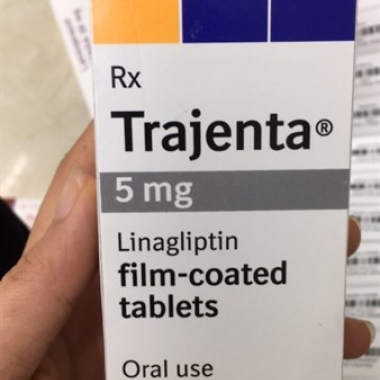 Rx
Trajenta®
5 mg
Linagliptin
film-coated
tablets
Oral use